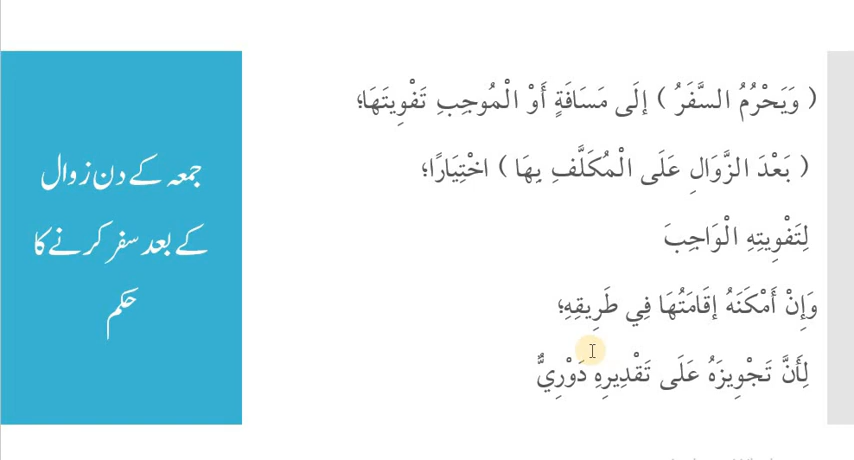 ( وَيَحْرُمُ السَّفَرُ ) إلَى مَسَافَةٍ أَوْ الْمُوجِبِ تَفْوِيتَهَا؛
( بَعْدَ الزَّوَالِ عَلَى الْمُكَلَّفِ بِهَا ) اخْتِيَارًا؛
لِتَفْوِيتِهِ الْوَاجِبَ
وَإِنْ أَمْكَنَهُ إقَامَتُهَا فِي طَرِيقِهِ؛
لِأَنَّ تَجْوِيزَهُ عَلَى تَقْدِيرِهِ دَوْرِيٌّ
جمعہ کے دن زوال
کے بعد سفر کرنے کا
حکم